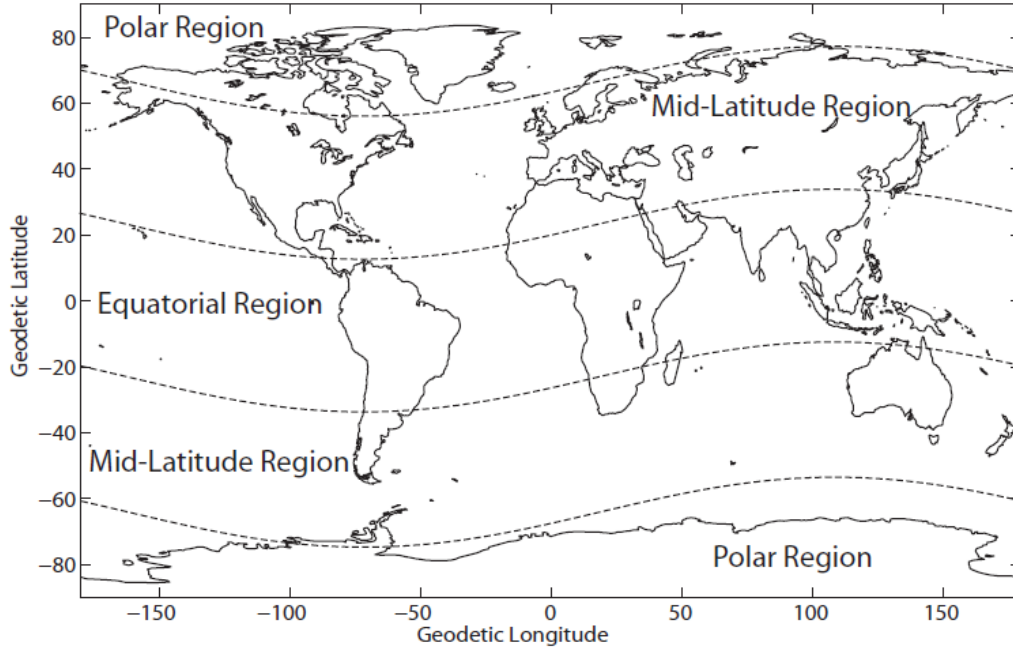 Polar Region
Mid-Latitude Region
Equatorial Region
Mid-Latitude Region
Polar Region
80
60
40
20
0
−20
−40
−60
−80
Geodetic Latitude
−150
−100
−50
0
50
100
150
Geodetic Longitude